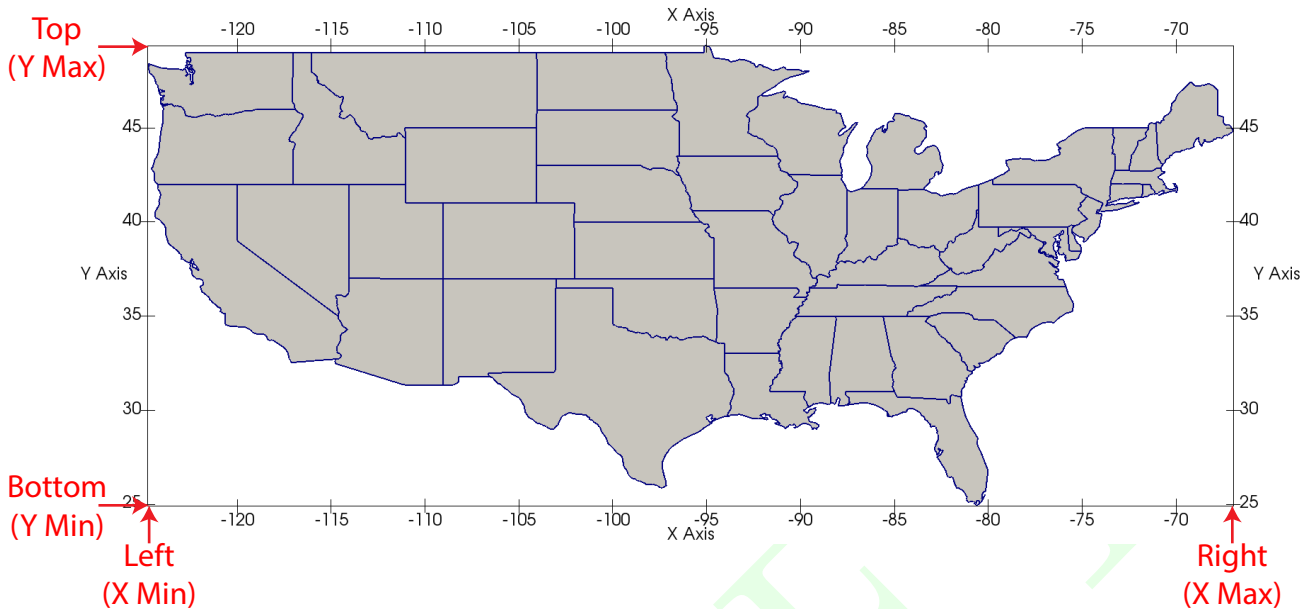 X Axis
Top
(Y Max)
-120 -115 -110 -105 -100 -95 -90 -85 -80 -75 -70
45 45
40 40
Y Axis Y Axis
35 35
30 30
Bottom
(Y Min)
25 25
-120 -115 -110 -105 -100 -95 -90 -85 -80 -75 -70
X Axis
Left
(X Min)
Right
(X Max)